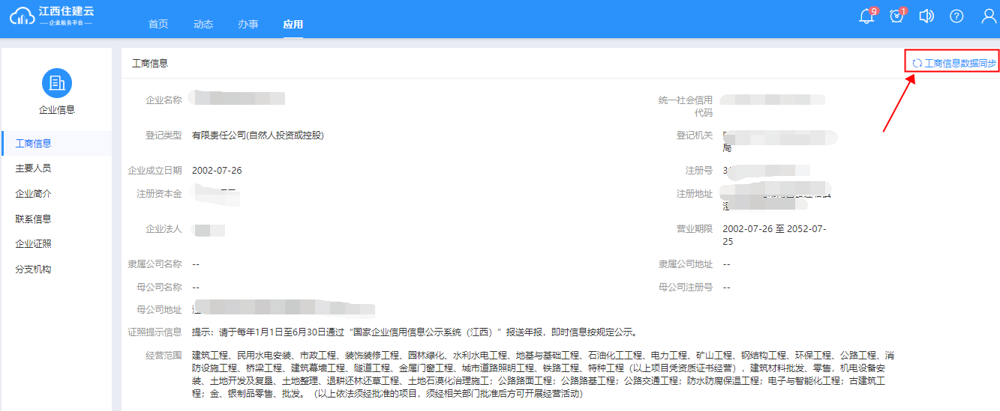 江西住建云
企业服务平台
首页 动态 办事 应用
9 1
企业信息
工商信息
主要人员
企业简介
联系信息
企业证照
分支机构
工商信息 工商信息数据同步
企业名称 统一社会信用
代码
登记类型 有限责任公司(自然人投资或控股) 登记机关
局
企业成立日期 2002-07-26 注册号 3
注册资本金 注册地址
企业法人 营业期限 2002-07-26 至 2052-07-
25
隶属公司名称 -- 隶属公司地址 --
母公司名称 -- 母公司注册号 --
母公司地址
证照提示信息 提示：请于每年1月1日至6月30日通过“国家企业信用信息公示系统（江西）”报送年报，即时信息按规定公示。
经营范围 建筑工程、民用水电安装、市政工程、装饰装修工程、园林绿化、水利水电工程、地基与基础工程、石油化工工程、电力工程、矿山工程、钢结构工程、环保工程、公路工程、消
防设施工程、桥梁工程、建筑幕墙工程、隧道工程、金属门窗工程、城市道路照明工程、铁路工程、特种工程（以上项目凭资质证书经营），建筑材料批发、零售，机电设备安
装、土地开发及复垦、土地整理、退耕还林还草工程、土地石漠化治理施工；公路路面工程；公路路基工程；公路交通工程；防水防腐保温工程；电子与智能化工程；古建筑工
程；金、银制品零售、批发。（以上依法须经批准的项目，须经相关部门批准后方可开展经营活动）